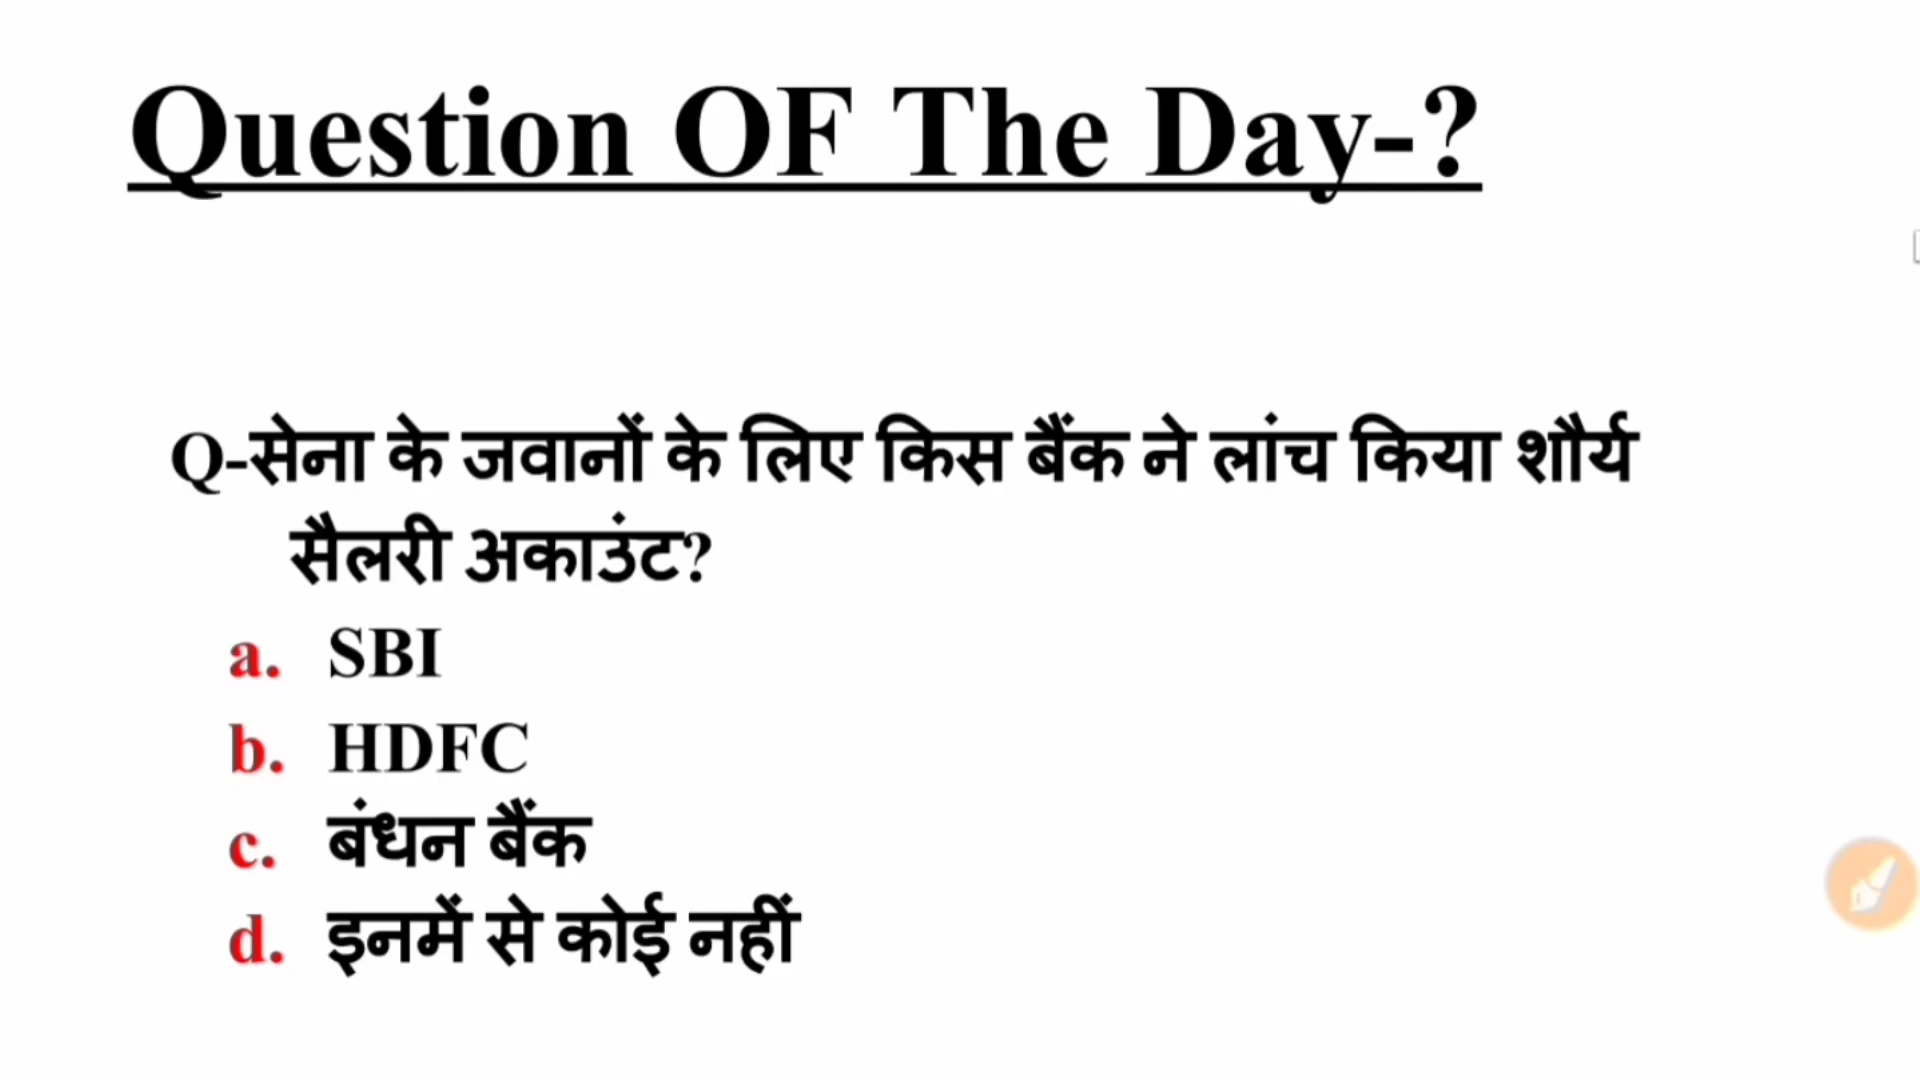 Question OF The Day-?
Q-सेना के जवानों के लिए किस बैंक ने लांच किया शौर्य
सैलरी अकाउंट?
a. SBI
b. HDFC
c. बंधन बैंक
d. इनमें से कोई नहीं